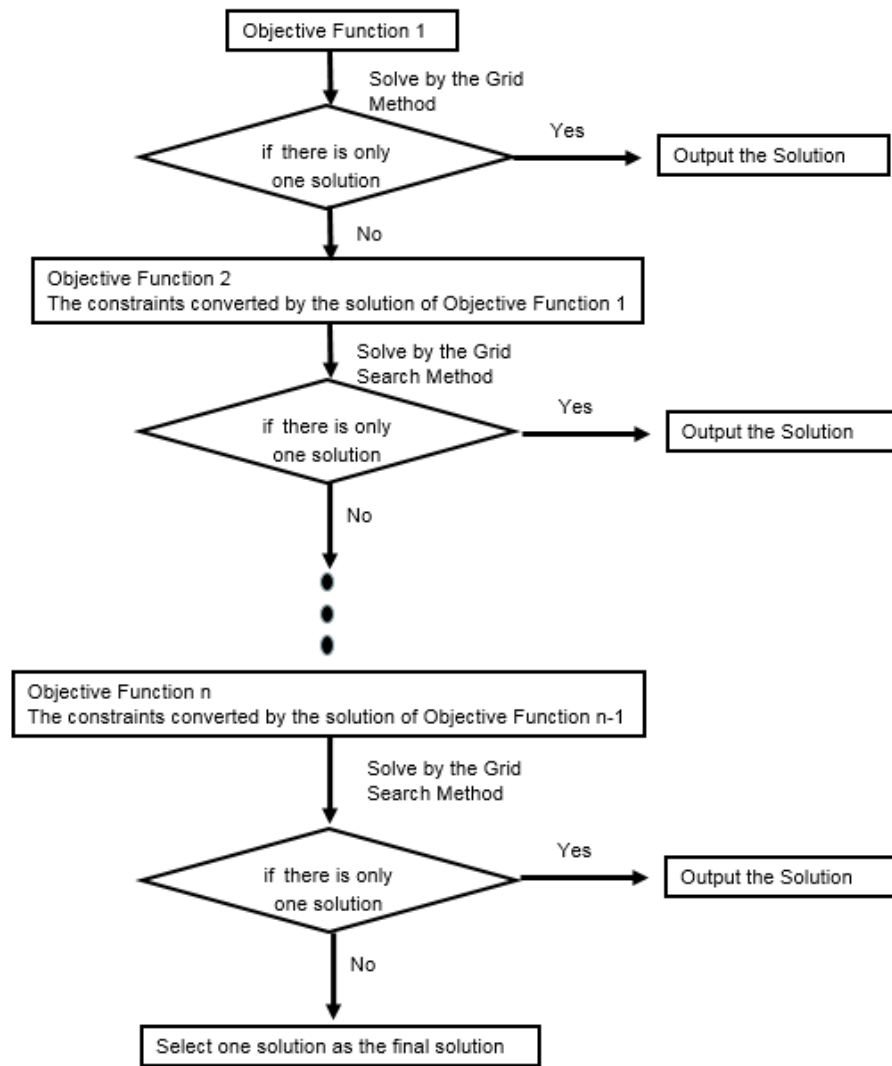 Objective Function 1
Solve by the Grid
Method
if there is only
one solution
Yes
Output the Solution
No
Objective Function 2
The constraints converted by the solution of Objective Function 1
Solve by the Grid
Search Method
if there is only
one solution
Yes
Output the Solution
No
Objective Function n
The constraints converted by the solution of Objective Function n-1
Solve by the Grid
Search Method
if there is only
one solution
Yes
Output the Solution
No
Select one solution as the final solution